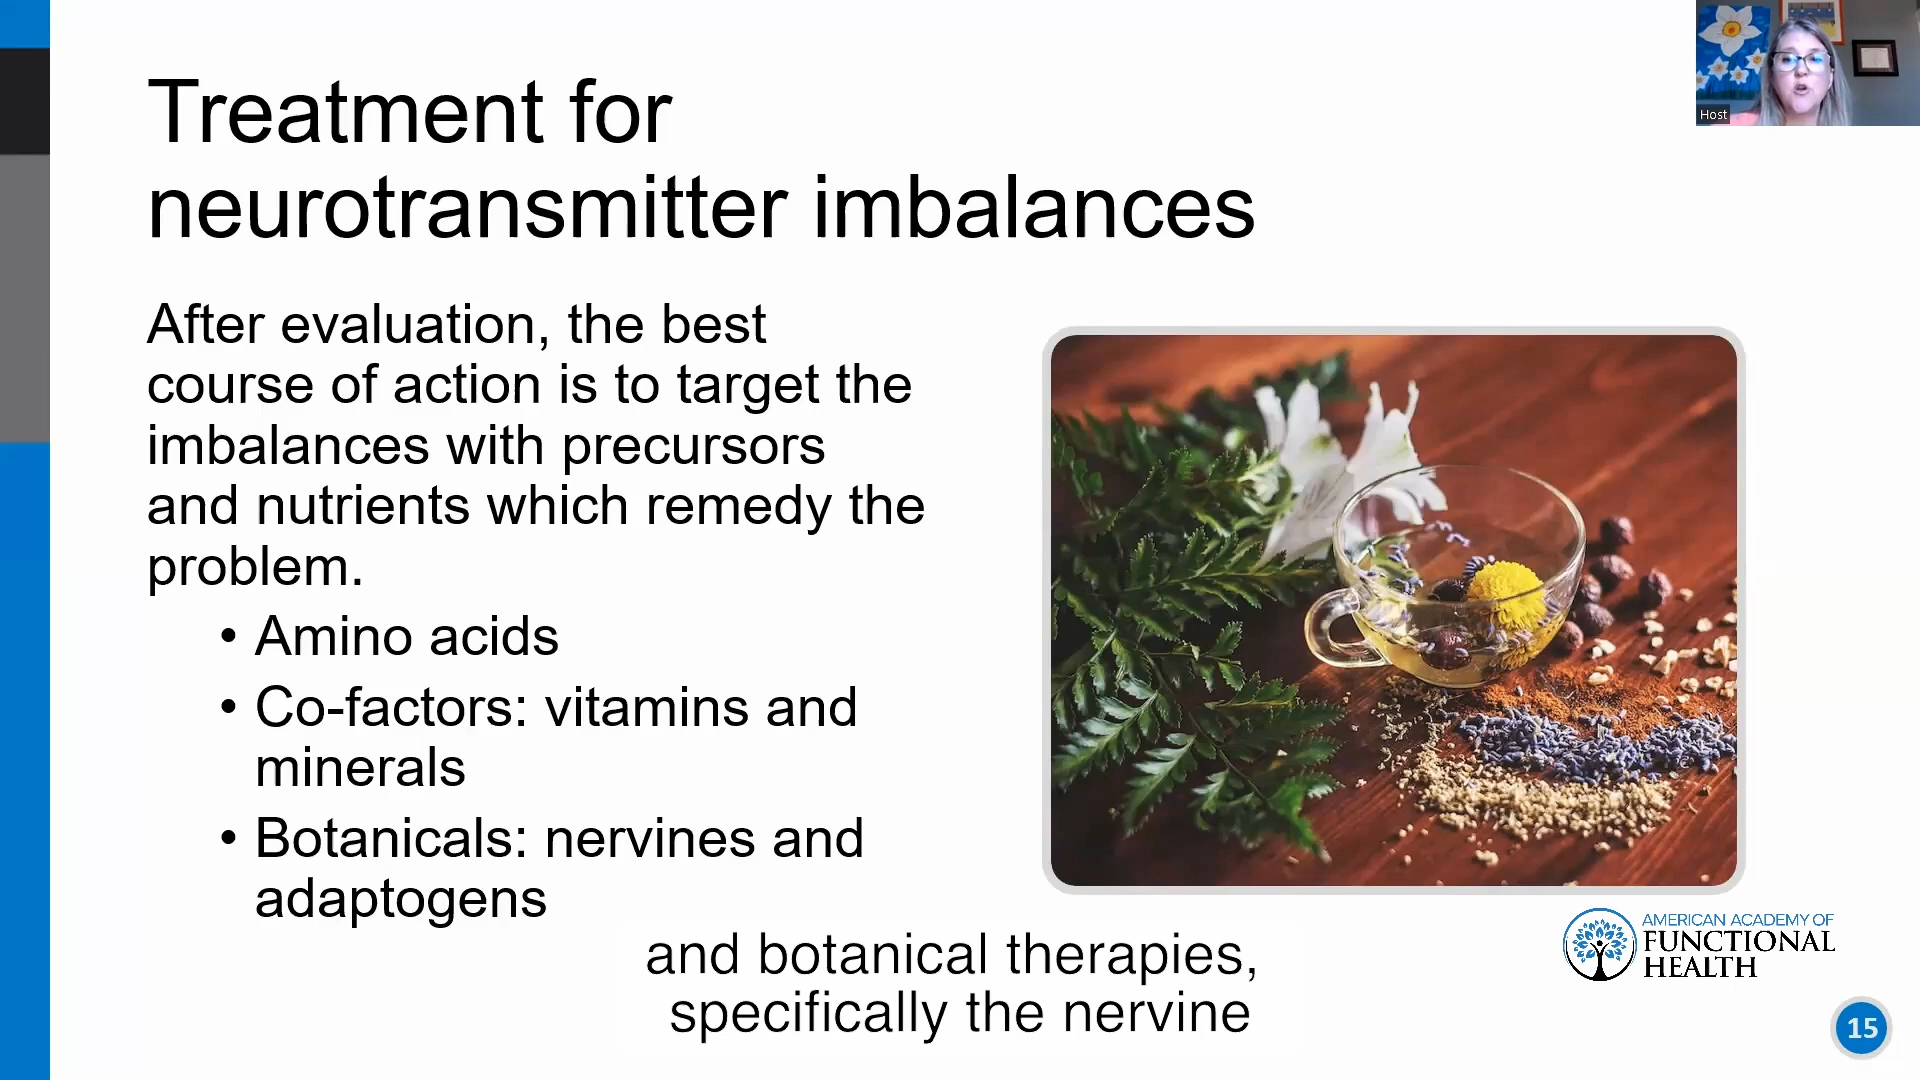 Host
Treatment for
neurotransmitter imbalances
After evaluation, the best
course of action is to target the
imbalances with precursors
and nutrients which remedy the
problem.
• Amino acids
• Co-factors: vitamins and
minerals
• Botanicals: nervines and
adaptogens
and botanical therapies,
specifically the nervine
AMERICAN ACADEMY OF
FUNCTIONAL
HEALTH
15